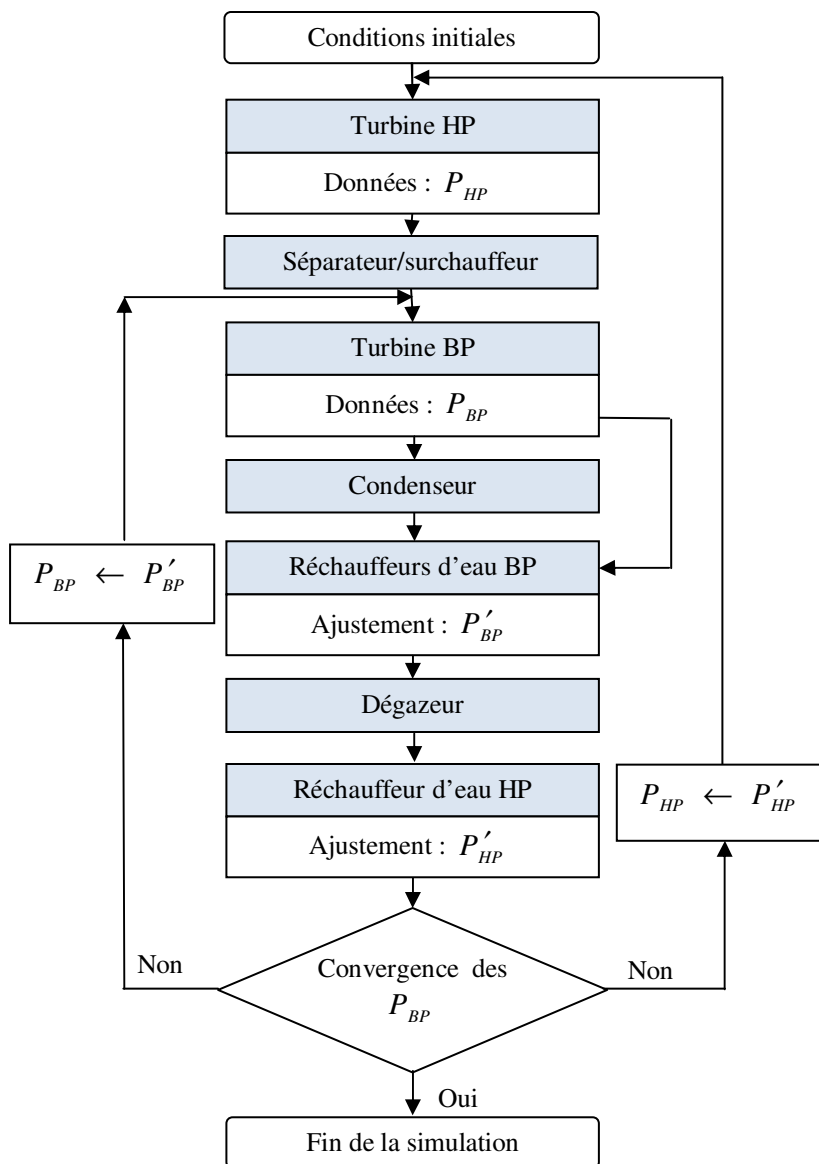 Conditions initiales
Turbine HP
Données : P_HP
Séparateur/surchauffeur
Turbine BP
Données : P_BP
Condenseur
Réchauffeurs d'eau BP
Ajustement : P'_BP
P_BP ← P'_BP
Dégazeur
Réchauffeur d'eau HP
Ajustement : P'_HP
P_HP ← P'_HP
Non
Convergence des
P_BP
Non
Oui
Fin de la simulation